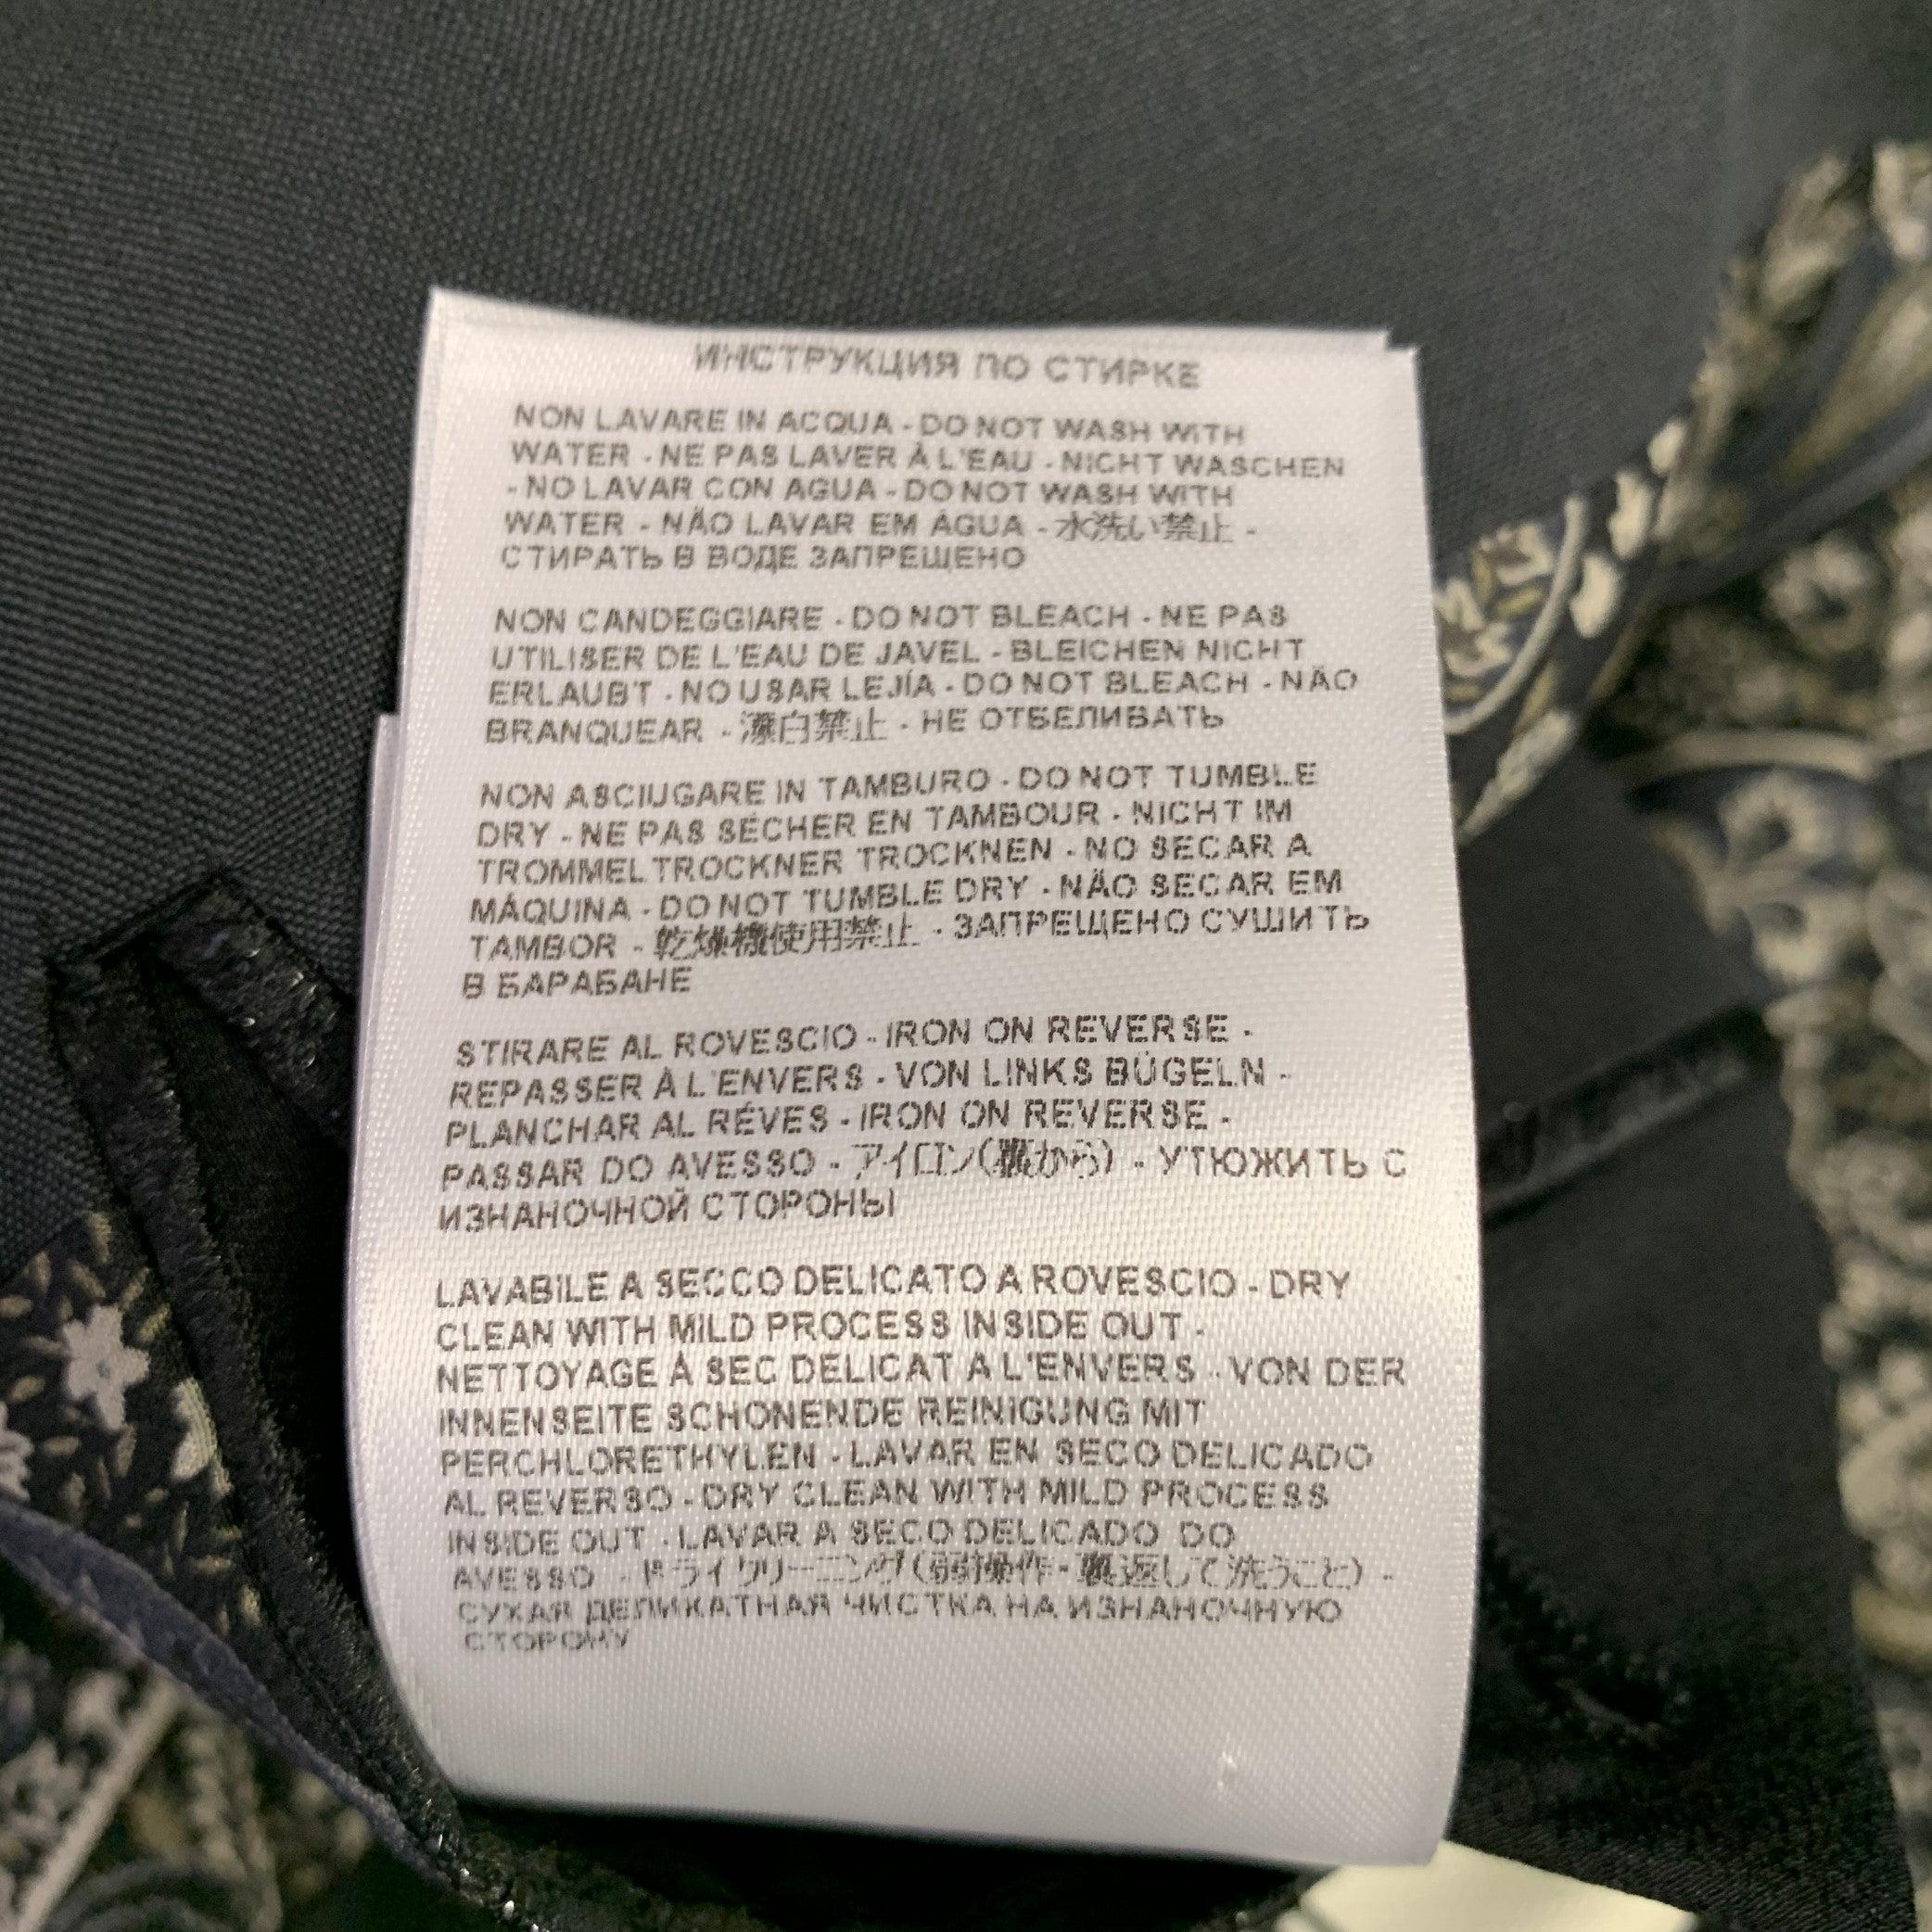 ИНСТРУКЦИЯ ПО СТИРКЕ
NON LAVARE IN ACQUA - DO NOT WASH WITH
WATER - NE PAS LAVER À L'EAU - NICHT WASCHEN
- NO LAVAR CON AGUA - DO NOT WASH WITH
WATER - NÃO LAVAR EM ÁGUA - 水洗い禁止 -
СТИРАТЬ В ВОДЕ ЗАПРЕЩЕНО
NON CANDEGGIARE - DO NOT BLEACH - NE PAS
UTILISER DE L'EAU DE JAVEL - BLEICHEN NICHT
ERLAUBT - NO USAR LEJÍA - DO NOT BLEACH - NÃO
BRANQUEAR - 漂白禁止 - НЕ ОТБЕЛИВАТЬ
NON ASCIUGARE IN TAMBURO - DO NOT TUMBLE
DRY - NE PAS SÉCHER EN TAMBOUR - NICHT IM
TROMMELTROCKNER TROCKNEN - NO SECAR A
MÁQUINA - DO NOT TUMBLE DRY - NÃO SECAR EM
TAMBOR - 乾燥機使用禁止 - ЗАПРЕЩЕНО СУШИТЬ
В БАРАБАНЕ
STIRARE AL ROVESCIO - IRON ON REVERSE -
REPASSER À L'ENVERS - VON LINKS BÜGELN -
PLANCHAR AL RÉVES - IRON ON REVERSE -
PASSAR DO AVESSO - アイロン(裏から) - УТЮЖИТЬ С
ИЗНАНОЧНОЙ СТОРОНЫ
LAVABILE A SECCO DELICATO A ROVESCIO - DRY
CLEAN WITH MILD PROCESS INSIDE OUT -
NETTOYAGE À SEC DELICAT A L'ENVERS - VON DER
INNENSEITE SCHONENDE REINIGUNG MIT
PERCHLORETHYLEN - LAVAR EN SECO DELICADO
AL REVERSO - DRY CLEAN WITH MILD PROCESS
INSIDE OUT - LAVAR A SECO DELICADO DO
AVESSO - ドライクリーニング(弱操作・裏返して洗うこと) -
СУХАЯ ДЕЛИКАТНАЯ ЧИСТКА НА ИЗНАНОЧНУЮ
СТОРОНУ